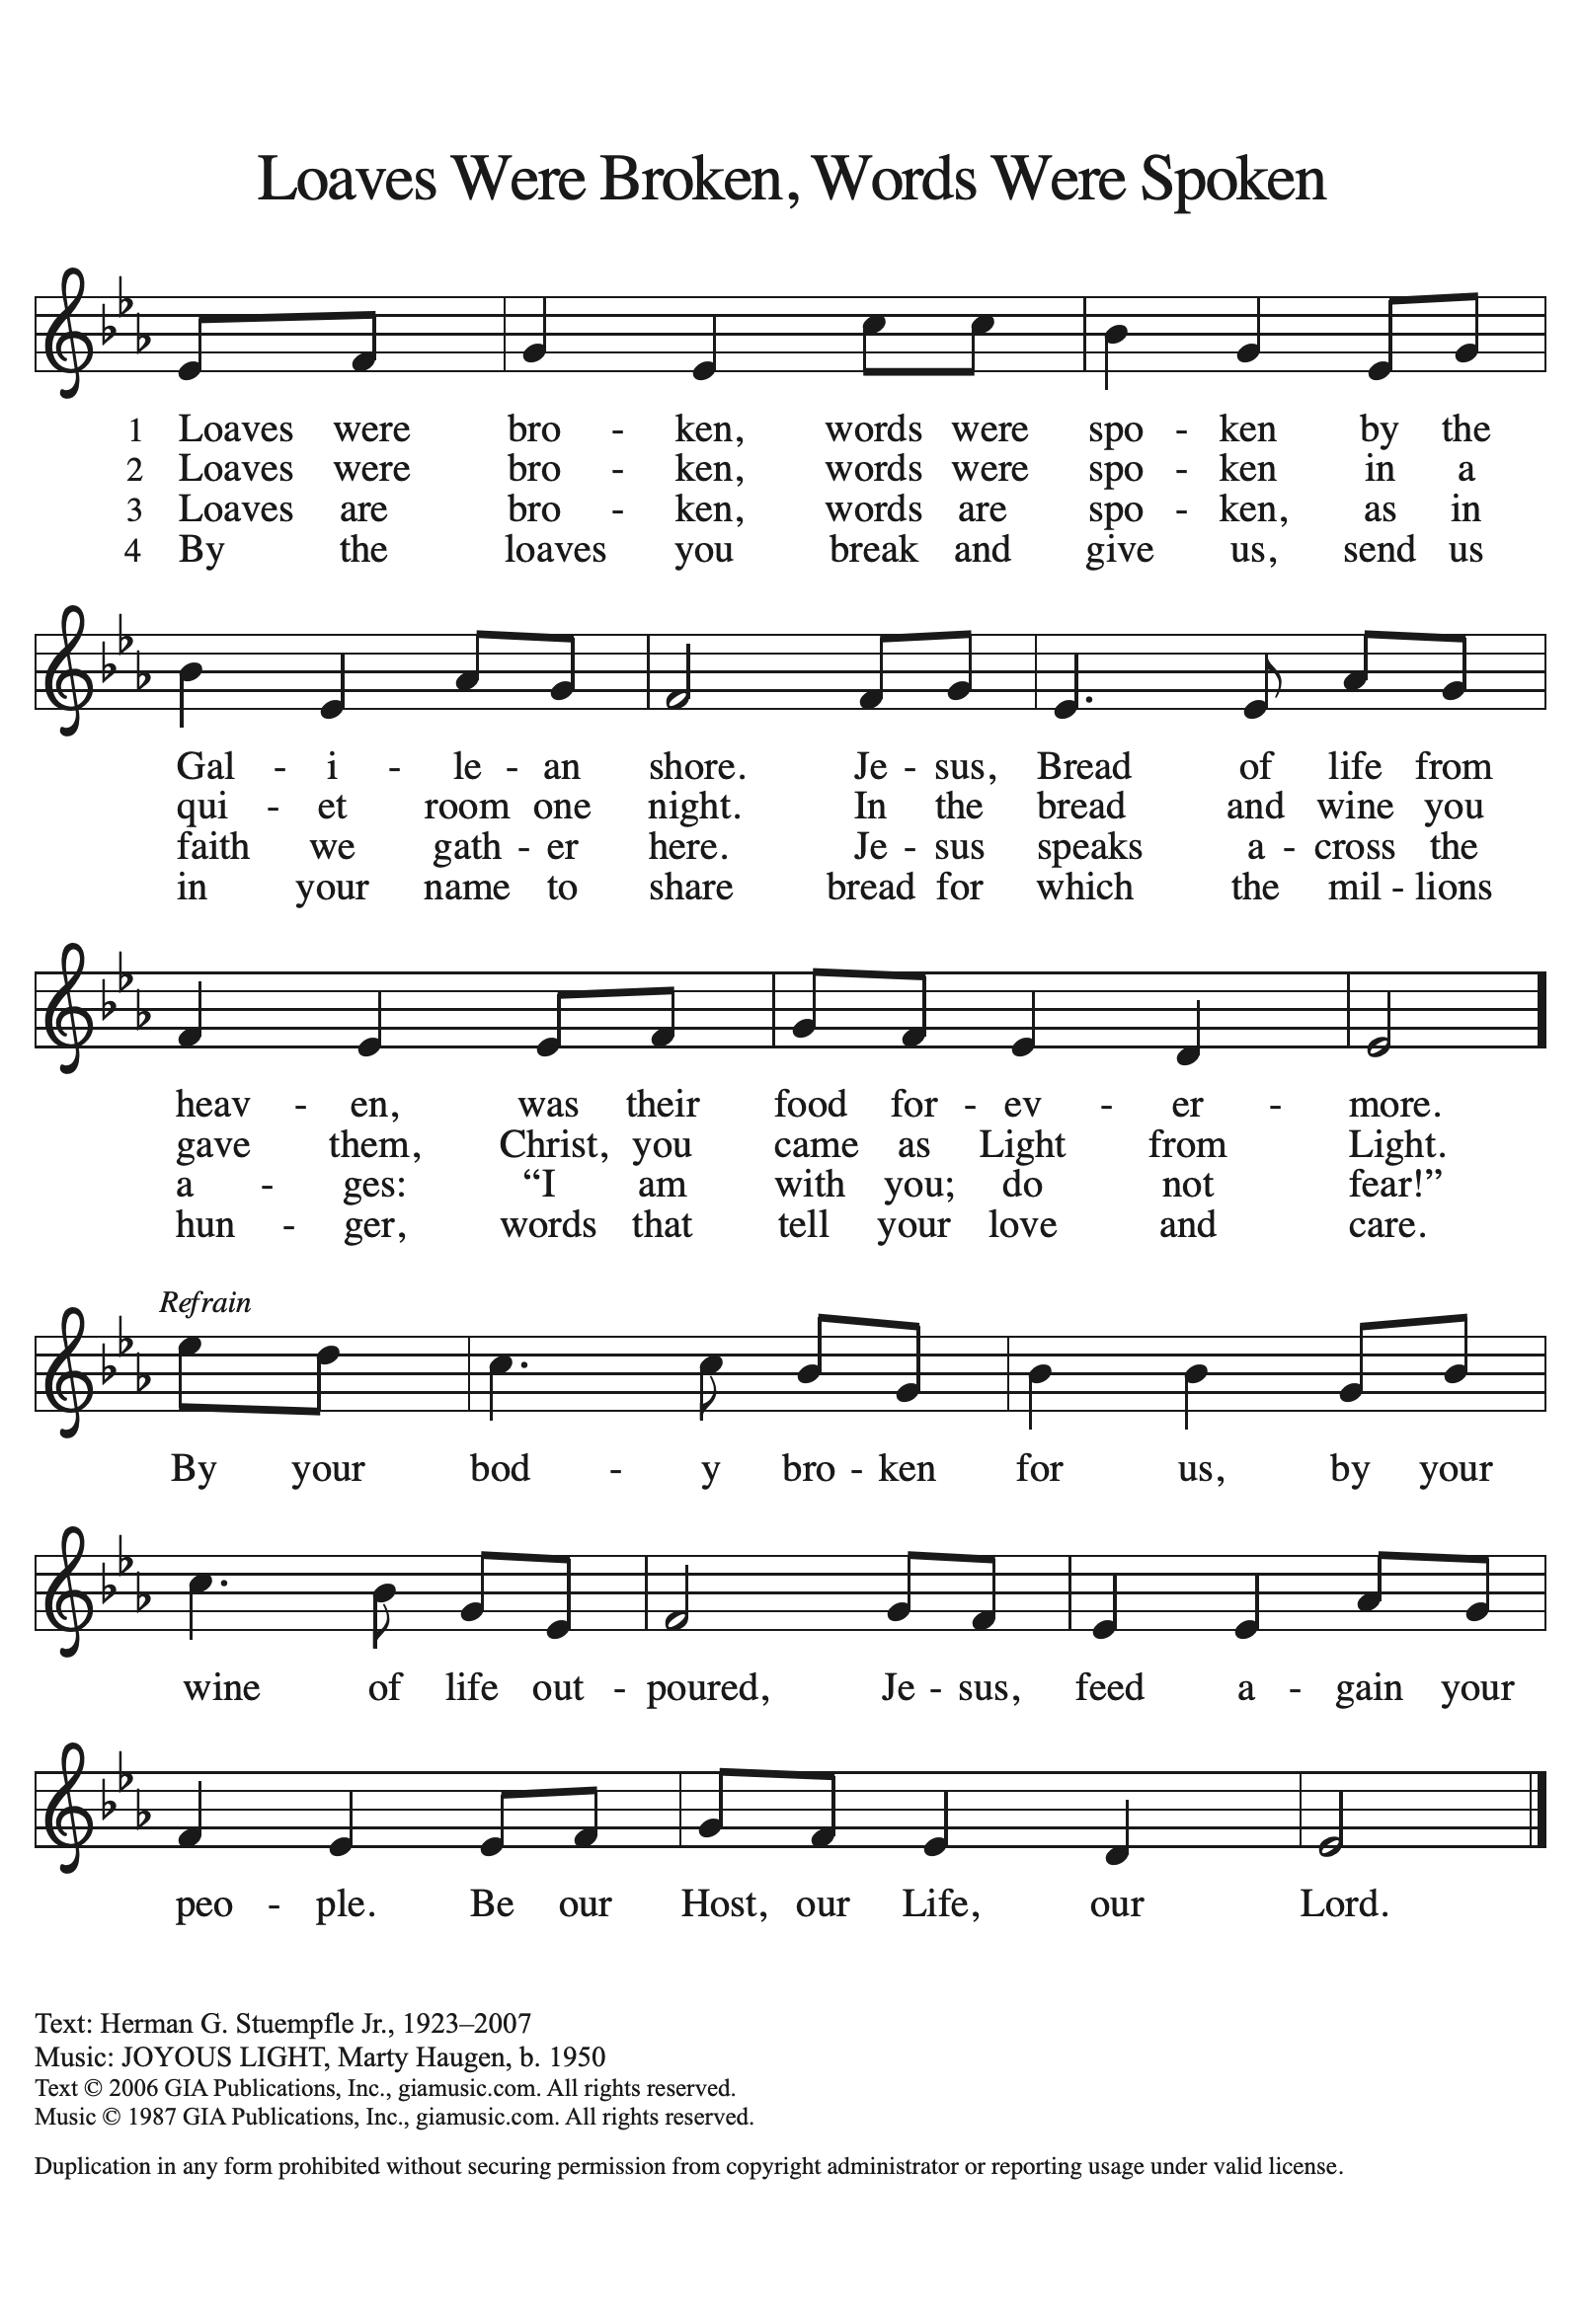 Loaves Were Broken, Words Were Spoken
1 Loaves were bro - ken, words were spo - ken by the
2 Loaves were bro - ken, words were spo - ken in a
3 Loaves are bro - ken, words are spo - ken, as in
4 By the loaves you break and give us, send us
Gal - i - le - an shore. Je - sus, Bread of life from
qui - et room one night. In the bread and wine you
faith we gath - er here. Je - sus speaks a - cross the
in your name to share bread for which the mil - lions
heav - en, was their food for - ev - er - more.
gave them, Christ, you came as Light from Light.
a - ges: “I am with you; do not fear!”
hun - ger, words that tell your love and care.
Refrain
By your bod - y bro - ken for us, by your
wine of life out - poured, Je - sus, feed a - gain your
peo - ple. Be our Host, our Life, our Lord.
Text: Herman G. Stuempfle Jr., 1923–2007
Music: JOYOUS LIGHT, Marty Haugen, b. 1950
Text © 2006 GIA Publications, Inc., giamusic.com. All rights reserved.
Music © 1987 GIA Publications, Inc., giamusic.com. All rights reserved.
Duplication in any form prohibited without securing permission from copyright administrator or reporting usage under valid license.